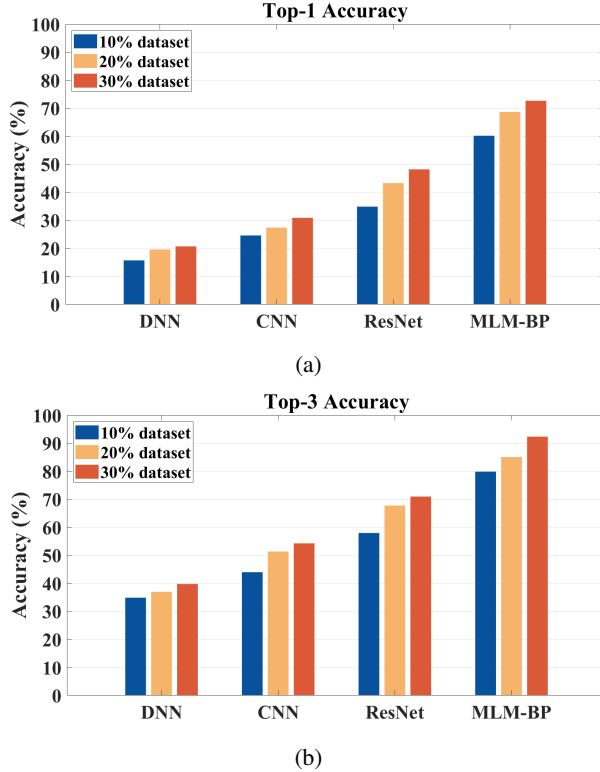 Top-1 Accuracy
100
90
80
70
60
50
40
30
20
10
0
Accuracy (%)
10% dataset
20% dataset
30% dataset
DNN CNN ResNet MLM-BP
(a)
Top-3 Accuracy
100
90
80
70
60
50
40
30
20
10
0
Accuracy (%)
10% dataset
20% dataset
30% dataset
DNN CNN ResNet MLM-BP
(b)